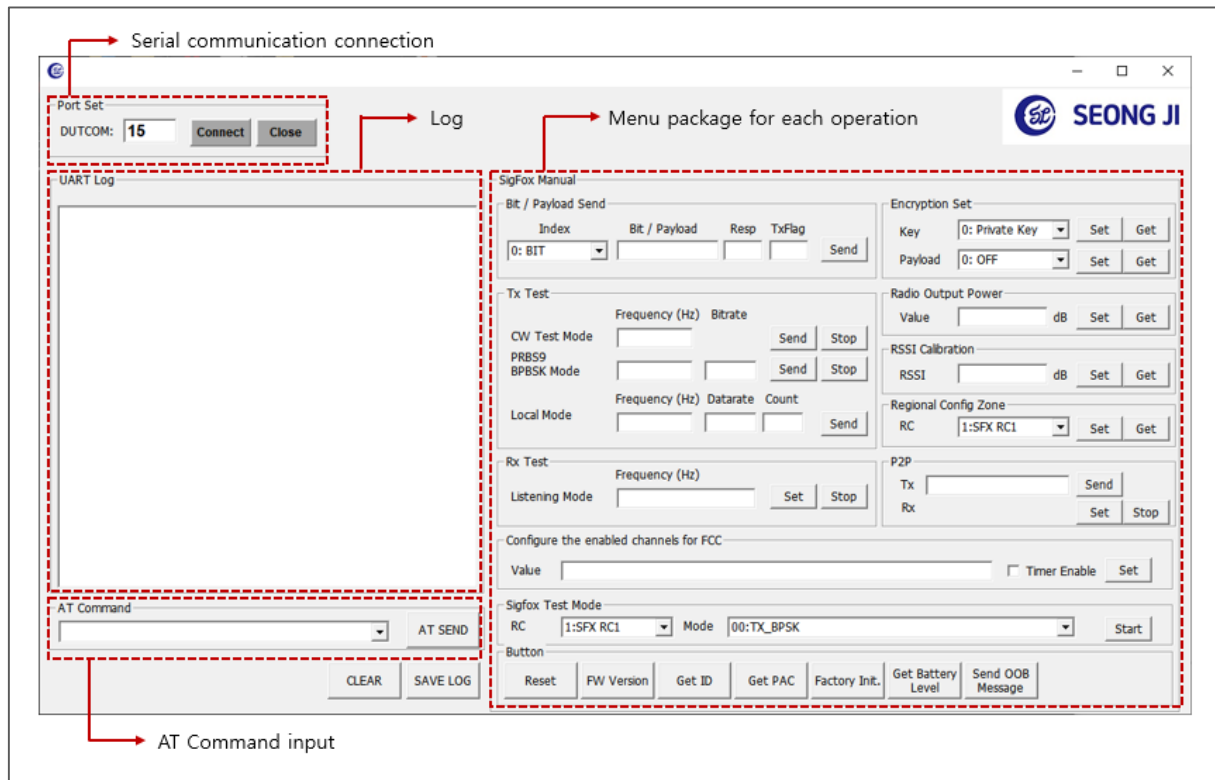 Serial communication connection
Port Set
DUTCOM: 15 Connect Close
Log
Menu package for each operation
SEONG JI
UART Log
SigFox Manual
Bit / Payload Send
Index Bit / Payload Resp TxFlag
0: BIT Send
Encryption Set
Key 0: Private Key Set Get
Payload 0: OFF Set Get
Tx Test
Frequency (Hz) Bitrate
CW Test Mode Send Stop
PRBS9
BPBSK Mode Send Stop
Frequency (Hz) Datarate Count
Local Mode Send
Radio Output Power
Value dB Set Get
RSSI Calibration
RSSI dB Set Get
Regional Config Zone
RC 1:SFX RC1 Set Get
Rx Test
Frequency (Hz)
Listening Mode Set Stop
P2P
Tx Send
Rx Set Stop
Configure the enabled channels for FCC
Value Timer Enable Set
AT Command
AT SEND
Sigfox Test Mode
RC 1:SFX RC1 Mode 00:TX_BPSK Start
CLEAR SAVE LOG
Button
Reset FW Version Get ID Get PAC Factory Init. Get Battery Level Send OOB Message
AT Command input